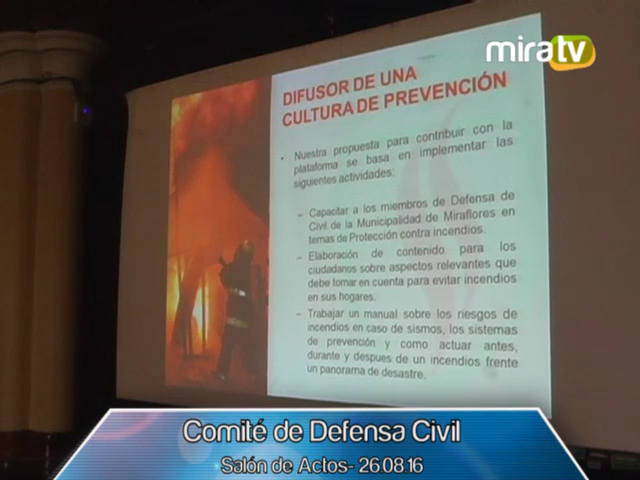 miratv
DIFUSOR DE UNA
CULTURA DE PREVENCIÓN
• Nuestra propuesta para contribuir con la
plataforma se basa en implementar las
siguientes actividades:
– Capacitar a los miembros de Defensa de
Civil de la Municipalidad de Miraflores en
temas de Protección contra incendios.
– Elaboración de contenido para los
ciudadanos sobre aspectos relevantes que
debe tomar en cuenta para evitar incendios
en sus hogares.
– Trabajar un manual sobre los riesgos de
incendios en caso de sismos, los sistemas
de prevención y como actuar antes,
durante y despues de un incendios frente
un panorama de desastre.
Comité de Defensa Civil
Salón de Actos- 26.08.16